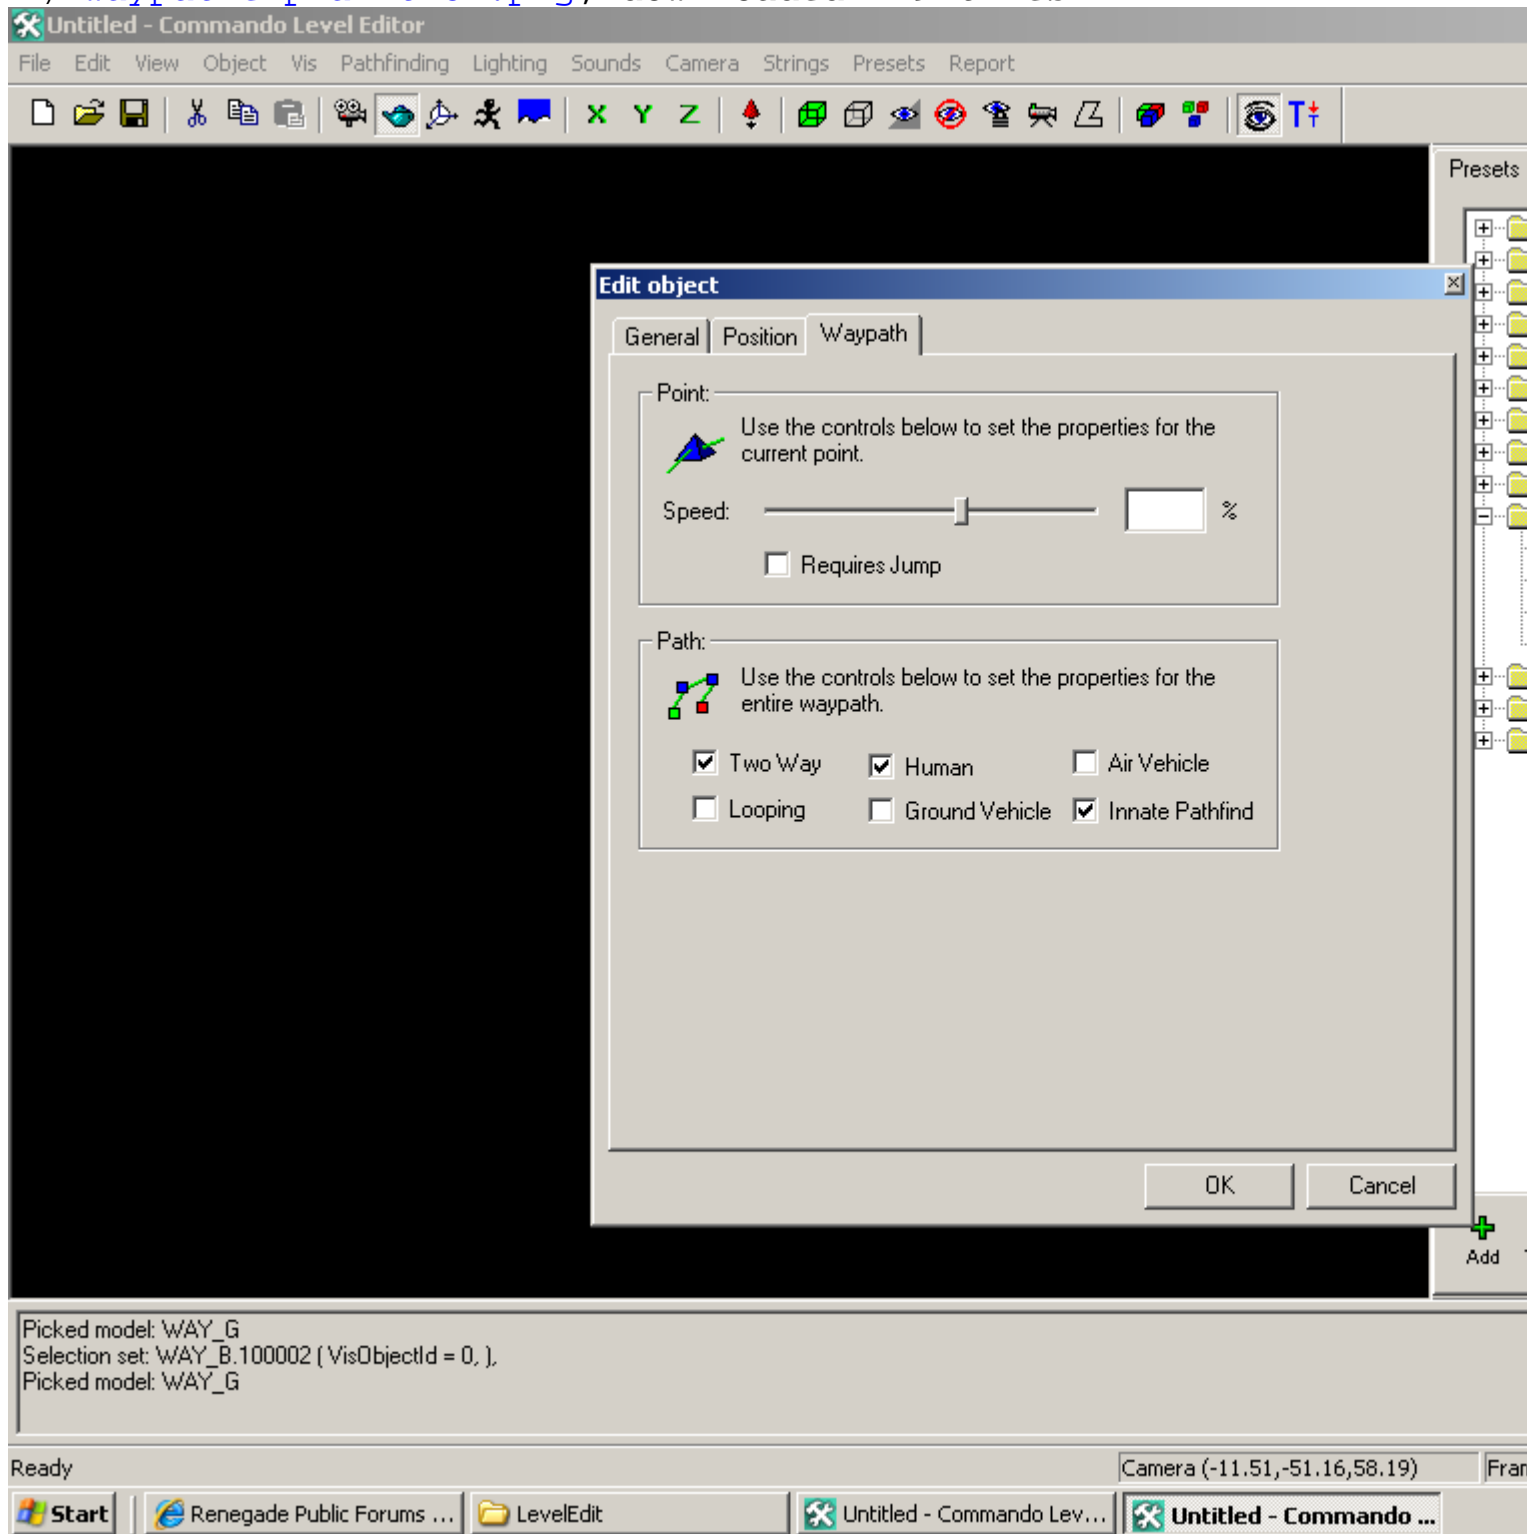 Untitled - Commando Level Editor
File Edit View Object Vis Pathfinding Lighting Sounds Camera Strings Presets Report
X Y Z
Presets
Edit object
General Position Waypath
Point:
Use the controls below to set the properties for the
current point.
Speed: %
Requires Jump
Path:
Use the controls below to set the properties for the
entire waypath.
Two Way Human Air Vehicle
Looping Ground Vehicle Innate Pathfind
OK Cancel
Add
Picked model: WAY_G
Selection set: WAY_B.100002 ( VisObjectId = 0, ),
Picked model: WAY_G
Ready Camera (-11.51,-51.16,58.19) Fran
Start Renegade Public Forums ... LevelEdit Untitled - Commando Lev... Untitled - Commando ...